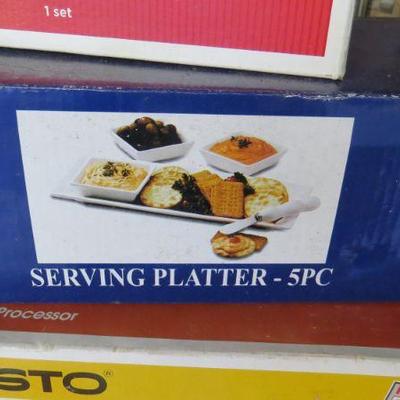 1 set
SERVING PLATTER - 5PC
Processor
STO®